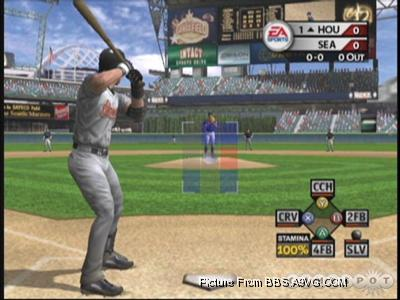 EA
SPORTS
1 ▲ HOU 0
SEA 0
0-0 0 OUT
INTACT
CCH
CRV X Y 2FB
A
STAMINA
100%
4FB SLV
Picture From BBS.A9VG.COM